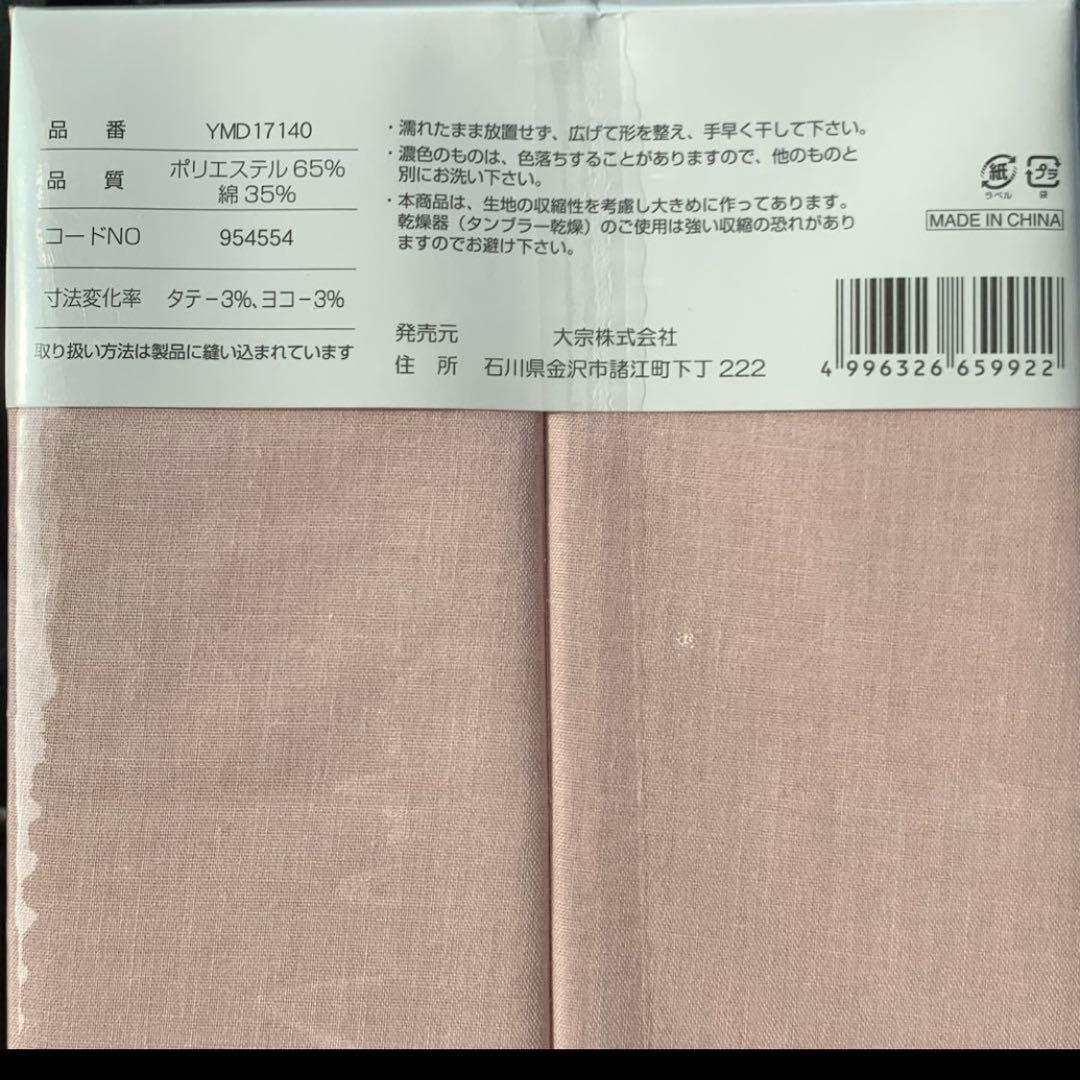 品 番 YMD17140
品 質 ポリエステル 65%
綿 35%
コードNO 954554
寸法変化率 タテ−3%、ヨコ−3%
取り扱い方法は製品に縫い込まれています
・濡れたまま放置せず、広げて形を整え、手早く干して下さい。
・濃色のものは、色落ちすることがありますので、他のものと
別にお洗い下さい。
・本商品は、生地の収縮性を考慮し大きめに作ってあります。
乾燥器（タンブラー乾燥）のご使用は強い収縮の恐れがあり
ますのでお避け下さい。
発売元 大宗株式会社
住 所 石川県金沢市諸江町下丁 222
紙 プラ
ラベル 袋
MADE IN CHINA
4 996326 659922